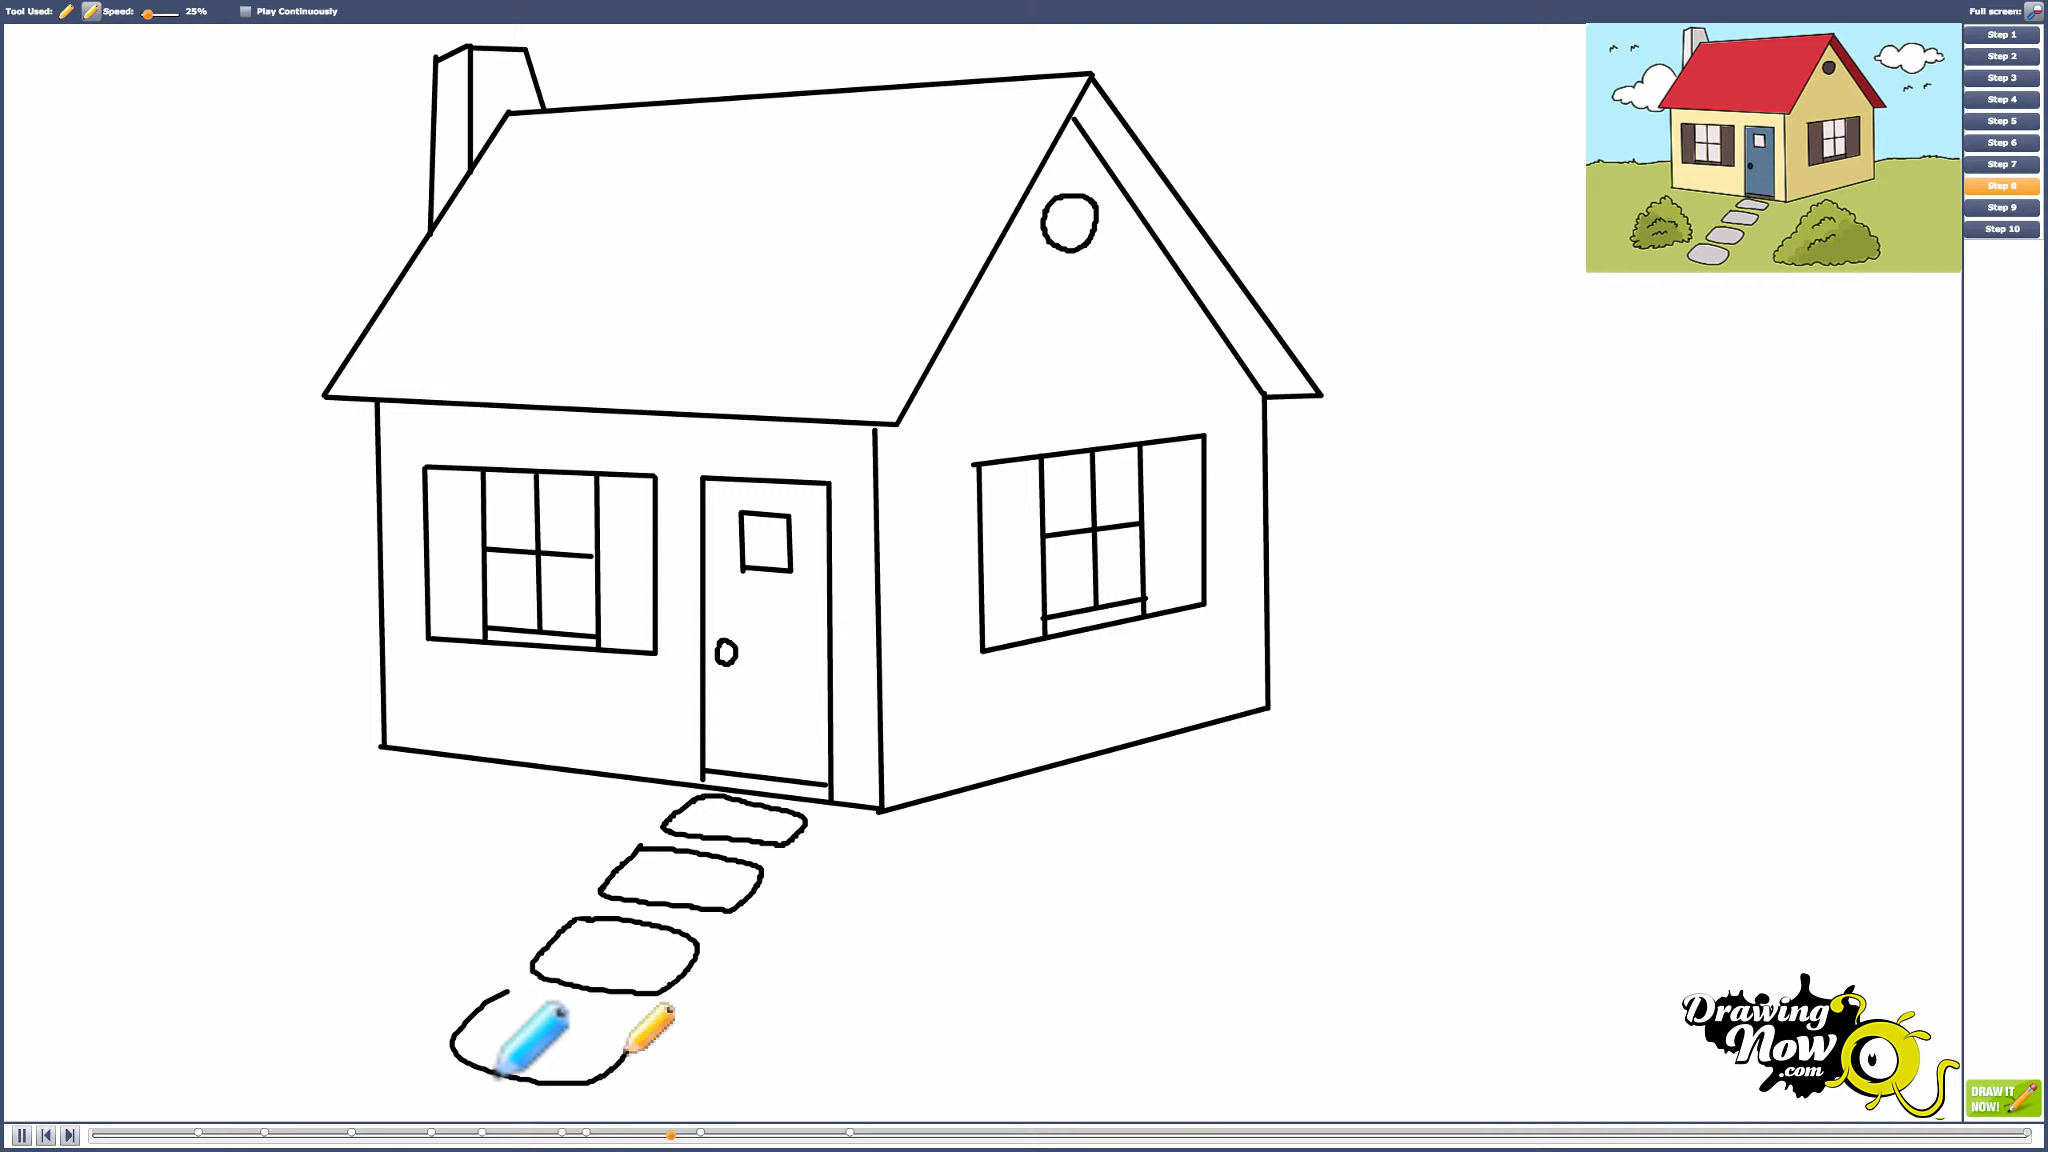 Tool Used: Speed: 25% Play Continuously Full screen:
Step 1
Step 2
Step 3
Step 4
Step 5
Step 6
Step 7
Step 8
Step 9
Step 10
Drawing
Now
.com
DRAW IT
NOW!